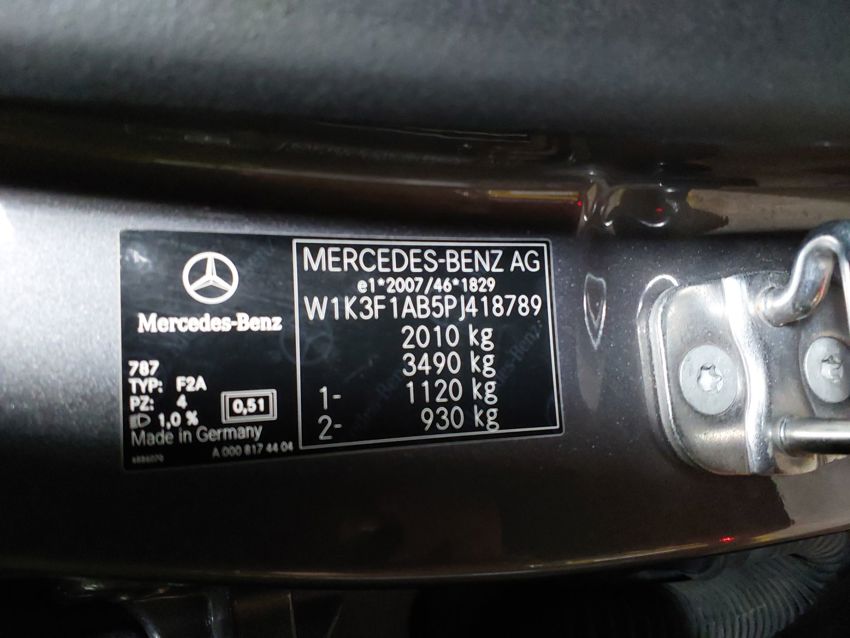 Mercedes-Benz
787
TYP: F2A
PZ: 4
1,0 %
0,51
Made in Germany
A 000 817 44 04
MERCEDES-BENZ AG
e1*2007/46*1829
W1K3F1AB5PJ418789
2010 kg
3490 kg
1- 1120 kg
2- 930 kg